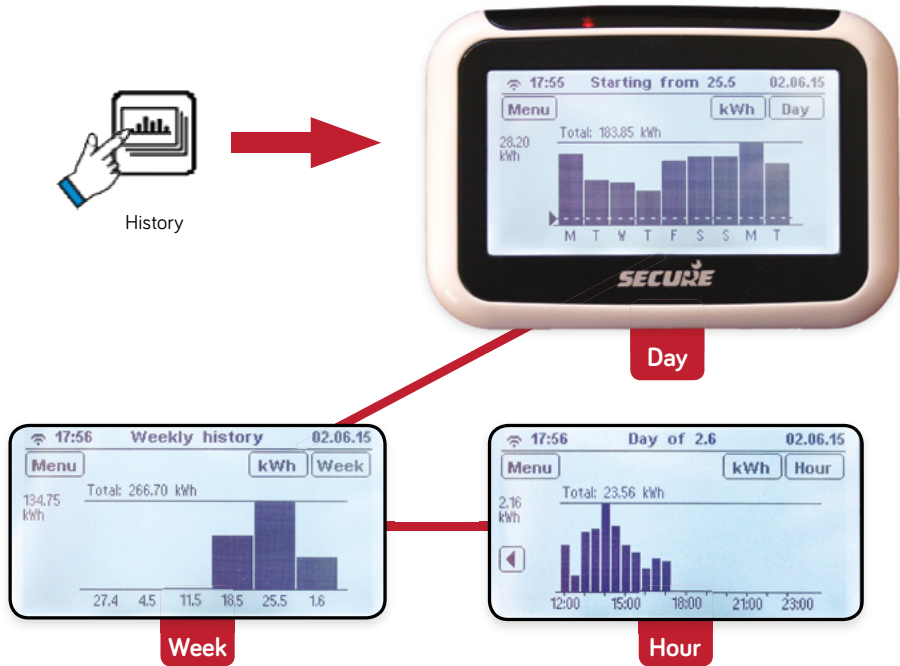 History
17:55 Starting from 25.5 02.06.15
Menu kWh Day
Total: 183.85 kWh
28.20
kWh
M T W T F S S M T
SECURE
Day
17:56 Weekly history 02.06.15
Menu kWh Week
Total: 266.70 kWh
134.75
kWh
27.4 4.5 11.5 18.5 25.5 1.6
Week
17:56 Day of 2.6 02.06.15
Menu kWh Hour
Total: 23.56 kWh
2.16
kWh
12:00 15:00 18:00 21:00 23:00
Hour